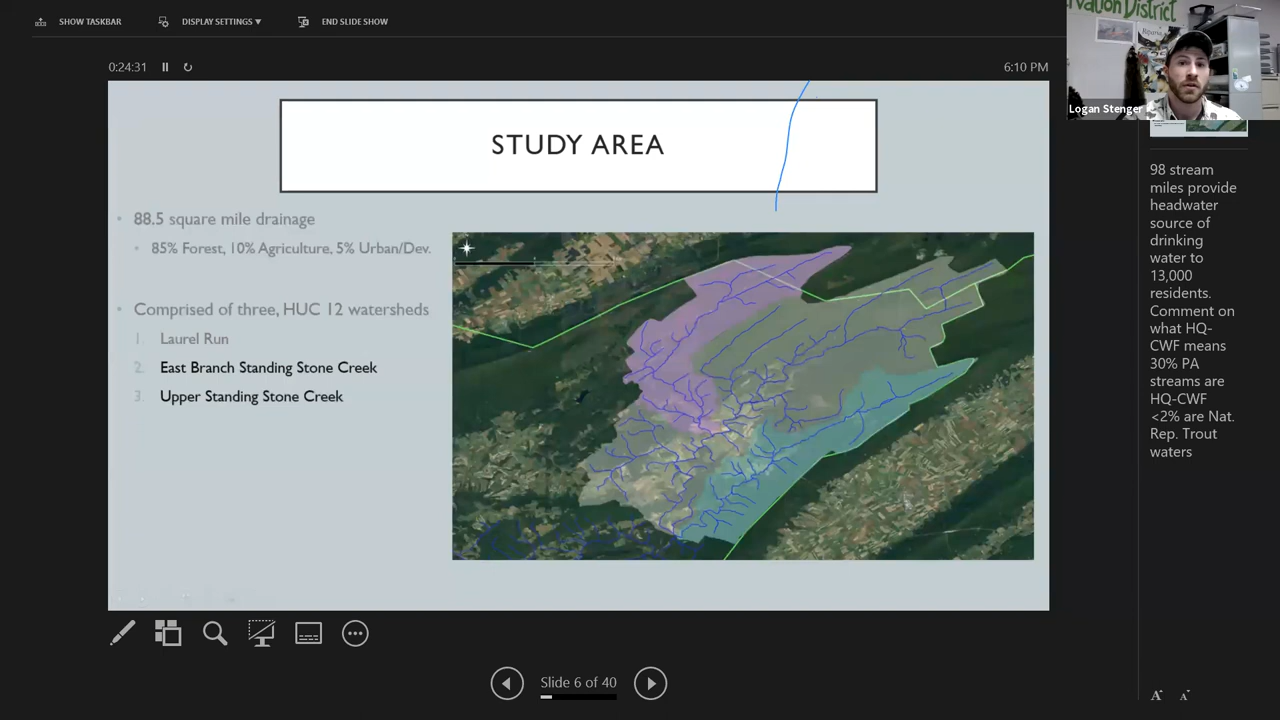 SHOW TASKBAR
DISPLAY SETTINGS ▼
END SLIDE SHOW
0:24:31
6:10 PM
rvation District
Logan Stenger
STUDY AREA
• 88.5 square mile drainage
• 85% Forest, 10% Agriculture, 5% Urban/Dev.
• Comprised of three, HUC 12 watersheds
1. Laurel Run
2. East Branch Standing Stone Creek
3. Upper Standing Stone Creek
98 stream
miles provide
headwater
source of
drinking
water to
13,000
residents.
Comment on
what HQ-
CWF means
30% PA
streams are
HQ-CWF
<2% are Nat.
Rep. Trout
waters
Slide 6 of 40
A A